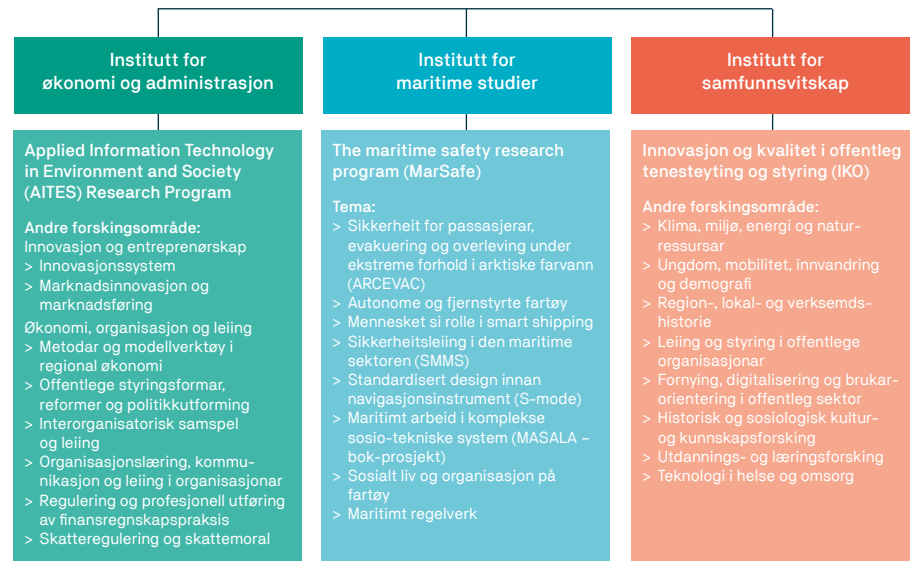 Institutt for
økonomi og administrasjon
Applied Information Technology
in Environment and Society
(AITES) Research Program
Andre forskingsområde:
Innovasjon og entreprenørskap
> Innovasjonssystem
> Marknadsinnovasjon og
marknadsføring
Økonomi, organisasjon og leiing
> Metodar og modellverktøy i
regional økonomi
> Offentlege styringsformar,
reformer og politikkutforming
> Interorganisatorisk samspel
og leiing
> Organisasjonslæring, kommu-
nikasjon og leiing i organisasjonar
> Regulering og profesjonell utføring
av finansregnskapspraksis
> Skatteregulering og skattemoral
Institutt for
maritime studier
The maritime safety research
program (MarSafe)
Tema:
> Sikkerheit for passasjerar,
evakuering og overleving under
ekstreme forhold i arktiske farvann
(ARCEVAC)
> Autonome og fjernstyrte fartøy
> Mennesket si rolle i smart shipping
> Sikkerheitsleiing i den maritime
sektoren (SMMS)
> Standardisert design innan
navigasjonsinstrument (S-mode)
> Maritimt arbeid i komplekse
sosio-tekniske system (MASALA –
bok-prosjekt)
> Sosialt liv og organisasjon på
fartøy
> Maritimt regelverk
Institutt for
samfunnsvitskap
Innovasjon og kvalitet i offentleg
tenesteyting og styring (IKO)
Andre forskingsområde:
> Klima, miljø, energi og natur-
ressursar
> Ungdom, mobilitet, innvandring
og demografi
> Region-, lokal- og verksemds-
historie
> Leiing og styring i offentlege
organisasjonar
> Fornying, digitalisering og brukar-
orientering i offentleg sektor
> Historisk og sosiologisk kultur-
og kunnskapsforsking
> Utdannings- og læringsforsking
> Teknologi i helse og omsorg